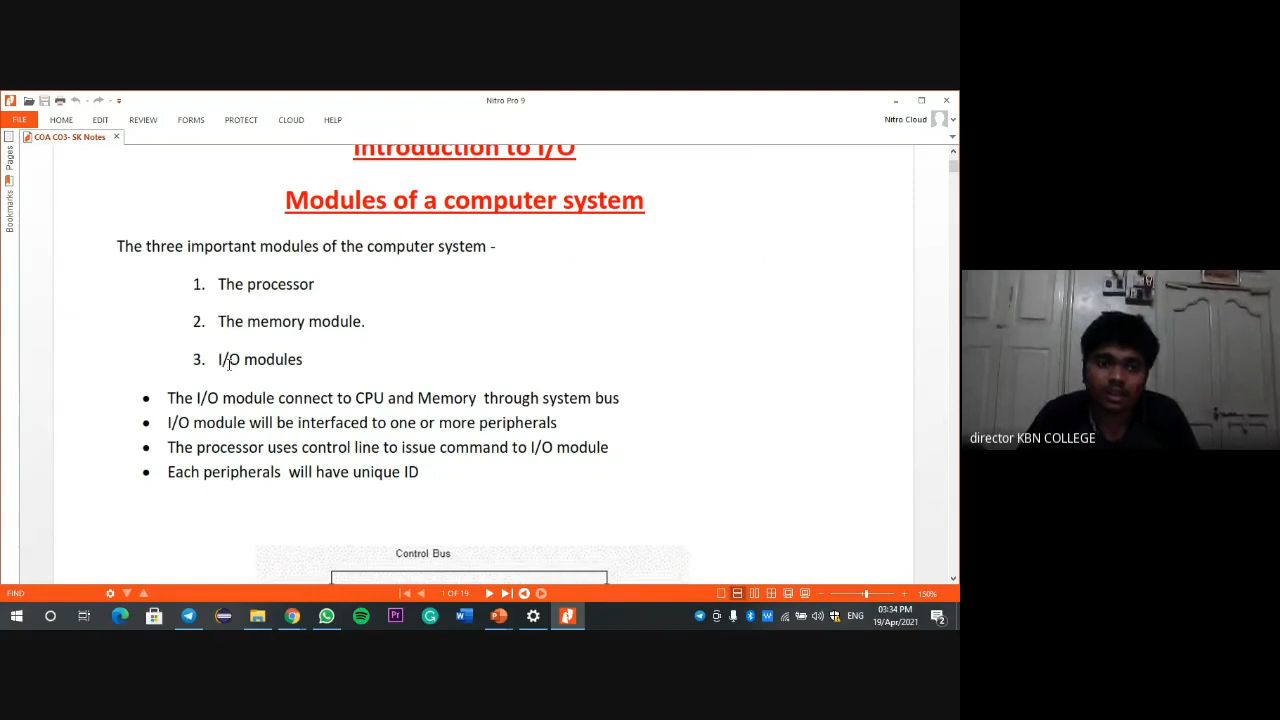 Nitro Pro 9
FILE HOME EDIT REVIEW FORMS PROTECT CLOUD HELP
Nitro Cloud
COA CO3- SK Notes
Pages
Bookmarks
Introduction to I/O
Modules of a computer system
The three important modules of the computer system -
1. The processor
2. The memory module.
3. I/O modules
• The I/O module connect to CPU and Memory through system bus
• I/O module will be interfaced to one or more peripherals
• The processor uses control line to issue command to I/O module
• Each peripherals will have unique ID
Control Bus
director KBN COLLEGE
FIND
1 OF 19
150%
ENG
03:34 PM
19/Apr/2021
2